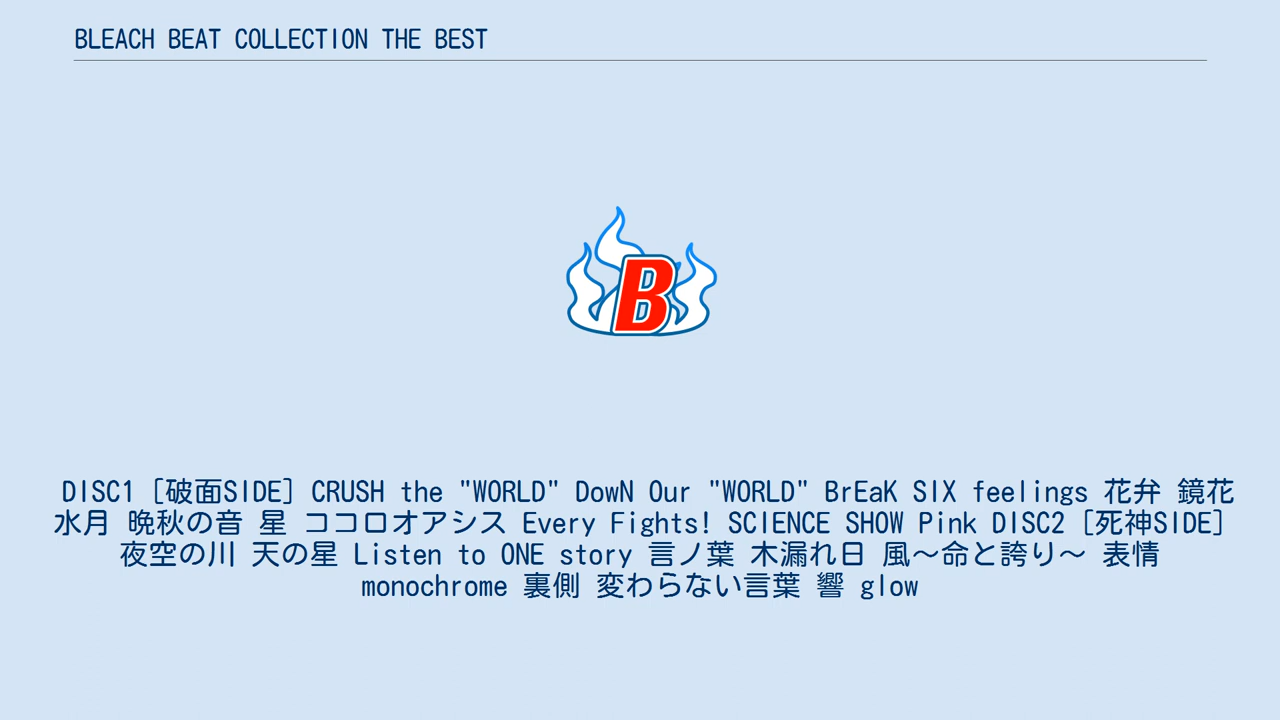 BLEACH BEAT COLLECTION THE BEST
B
DISC1［破面SIDE］CRUSH the "WORLD" DowN Our "WORLD" BrEaK SIX feelings 花弁 鏡花
水月 晩秋の音 星 ココロオアシス Every Fights! SCIENCE SHOW Pink DISC2［死神SIDE］
夜空の川 天の星 Listen to ONE story 言ノ葉 木漏れ日 風～命と誇り～ 表情
monochrome 裏側 変わらない言葉 響 glow